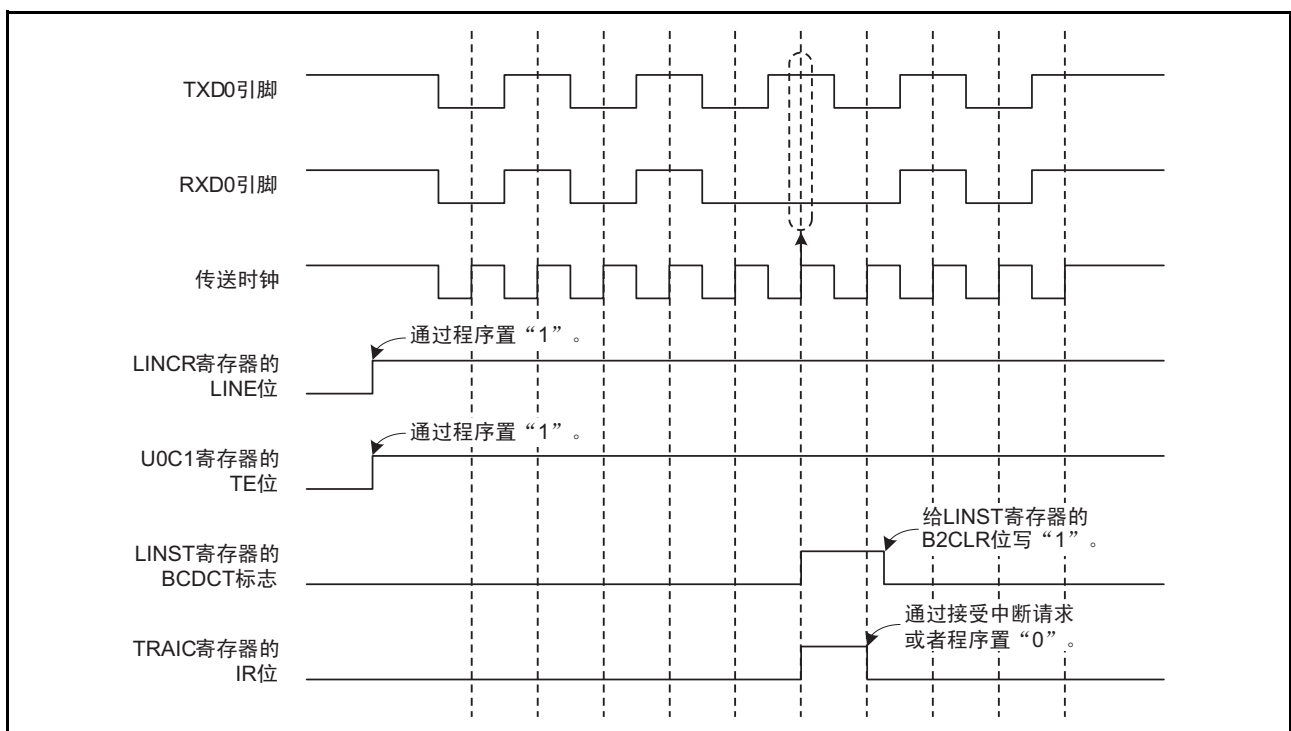 TXD0引脚
RXD0引脚
传送时钟
通过程序置“1”。
LINCR寄存器的
LINE位
通过程序置“1”。
U0C1寄存器的
TE位
给LINST寄存器的
B2CLR位写“1”。
LINST寄存器的
BCDCT标志
通过接受中断请求
或者程序置“0”。
TRAIC寄存器的
IR位